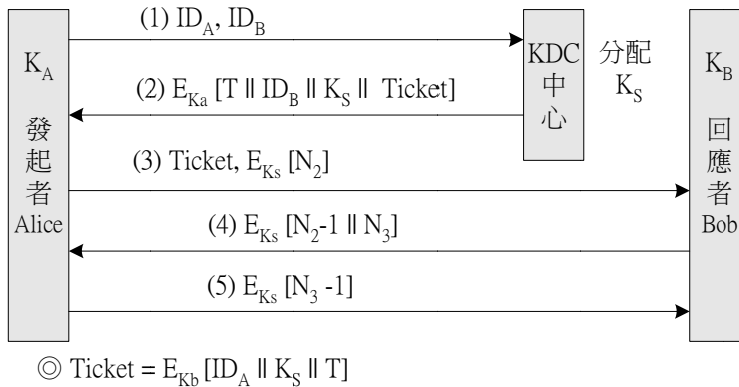 (1) ID_A, ID_B
K_A
發起者
Alice
KDC
中心
分配
K_S
K_B
回應者
Bob
(2) E_Ka [T || ID_B || K_S || Ticket]
(3) Ticket, E_Ks [N_2]
(4) E_Ks [N_2-1 || N_3]
(5) E_Ks [N_3 -1]
◎ Ticket = E_Kb [ID_A || K_S || T]